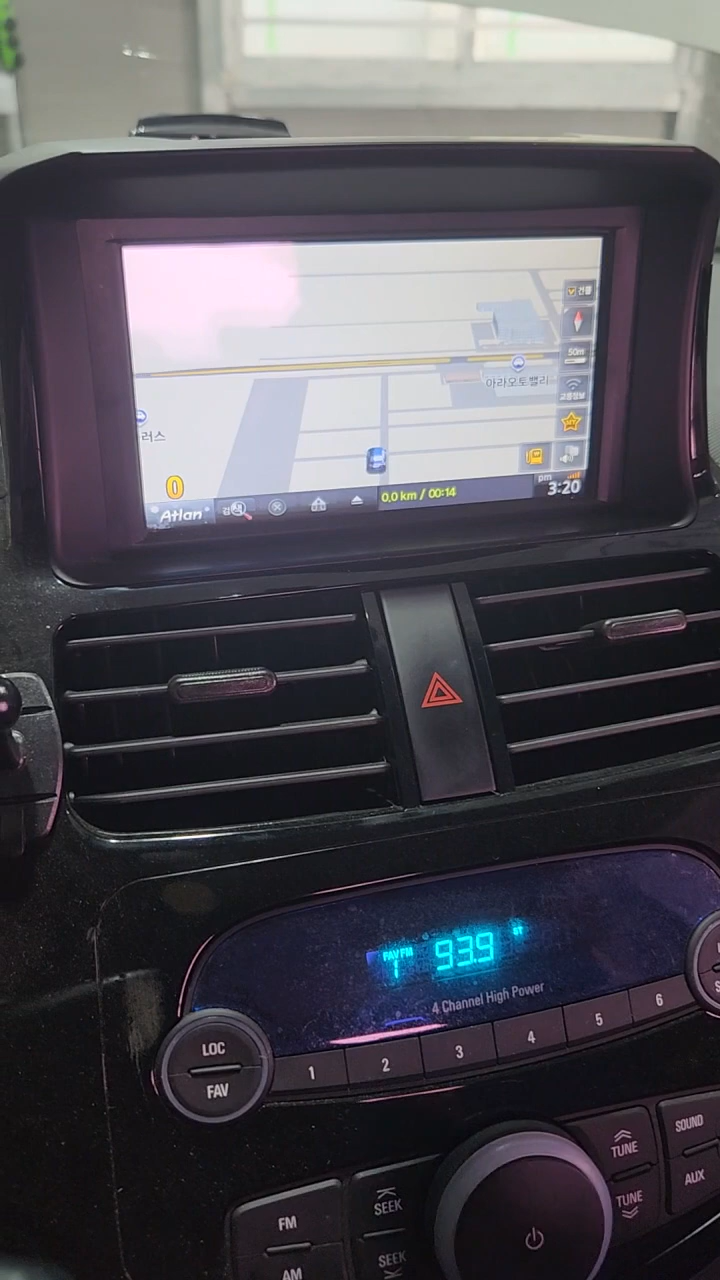 건물
50m
아라오토밸리
교통정보
러스
0
Atlan
0.0 km / 00:14
pm
3:20
FAV FM
1
93.9
ST
4 Channel High Power
LOC
FAV
1
2
3
4
5
6
TUNE
SOUND
SEEK
AUX
TUNE
FM
SEEK
AM